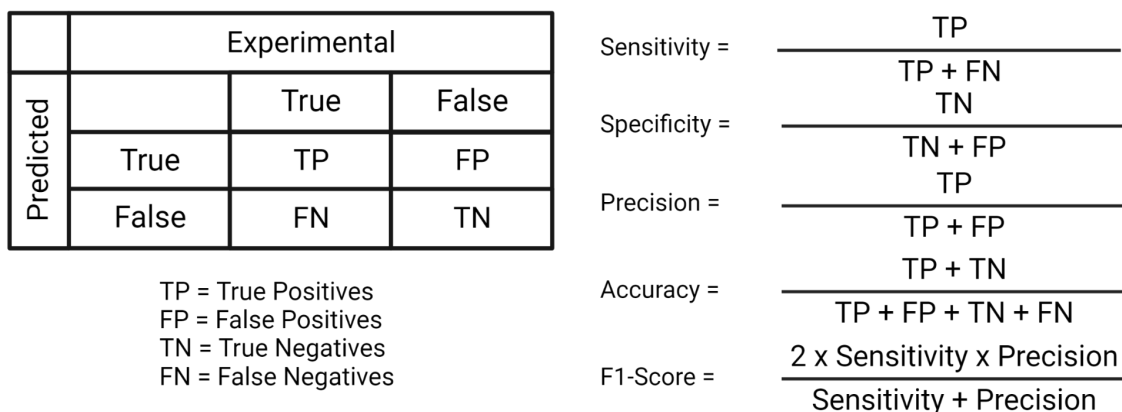 Experimental
Predicted
True False
True TP FP
False FN TN
TP = True Positives
FP = False Positives
TN = True Negatives
FN = False Negatives
Sensitivity =
TP
TP + FN
Specificity =
TN
TN + FP
Precision =
TP
TP + FP
Accuracy =
TP + TN
TP + FP + TN + FN
F1-Score =
2 x Sensitivity x Precision
Sensitivity + Precision